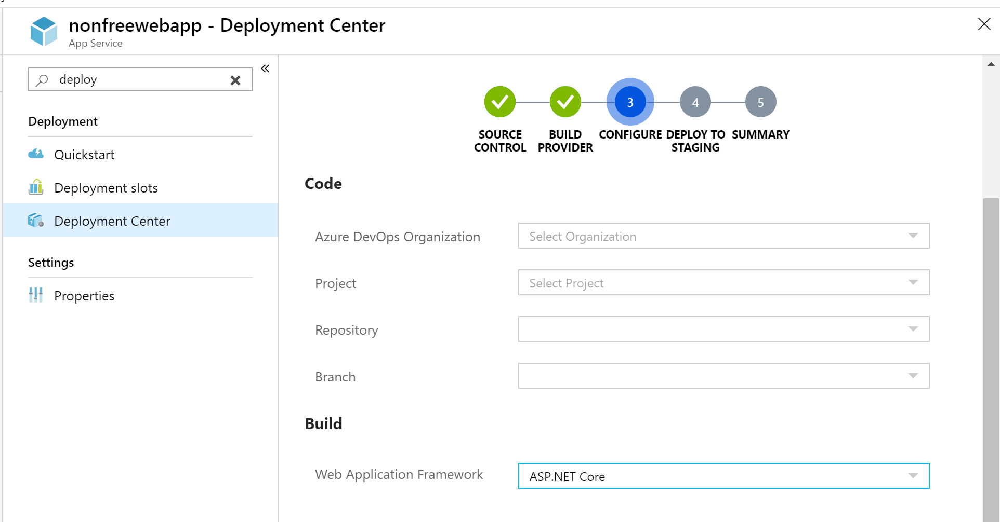 nonfreewebapp - Deployment Center
App Service
deploy
Deployment
Quickstart
Deployment slots
Deployment Center
Settings
Properties
3
4
5
SOURCE CONTROL
BUILD PROVIDER
CONFIGURE
DEPLOY TO STAGING
SUMMARY
Code
Azure DevOps Organization
Select Organization
Project
Select Project
Repository
Branch
Build
Web Application Framework
ASP.NET Core